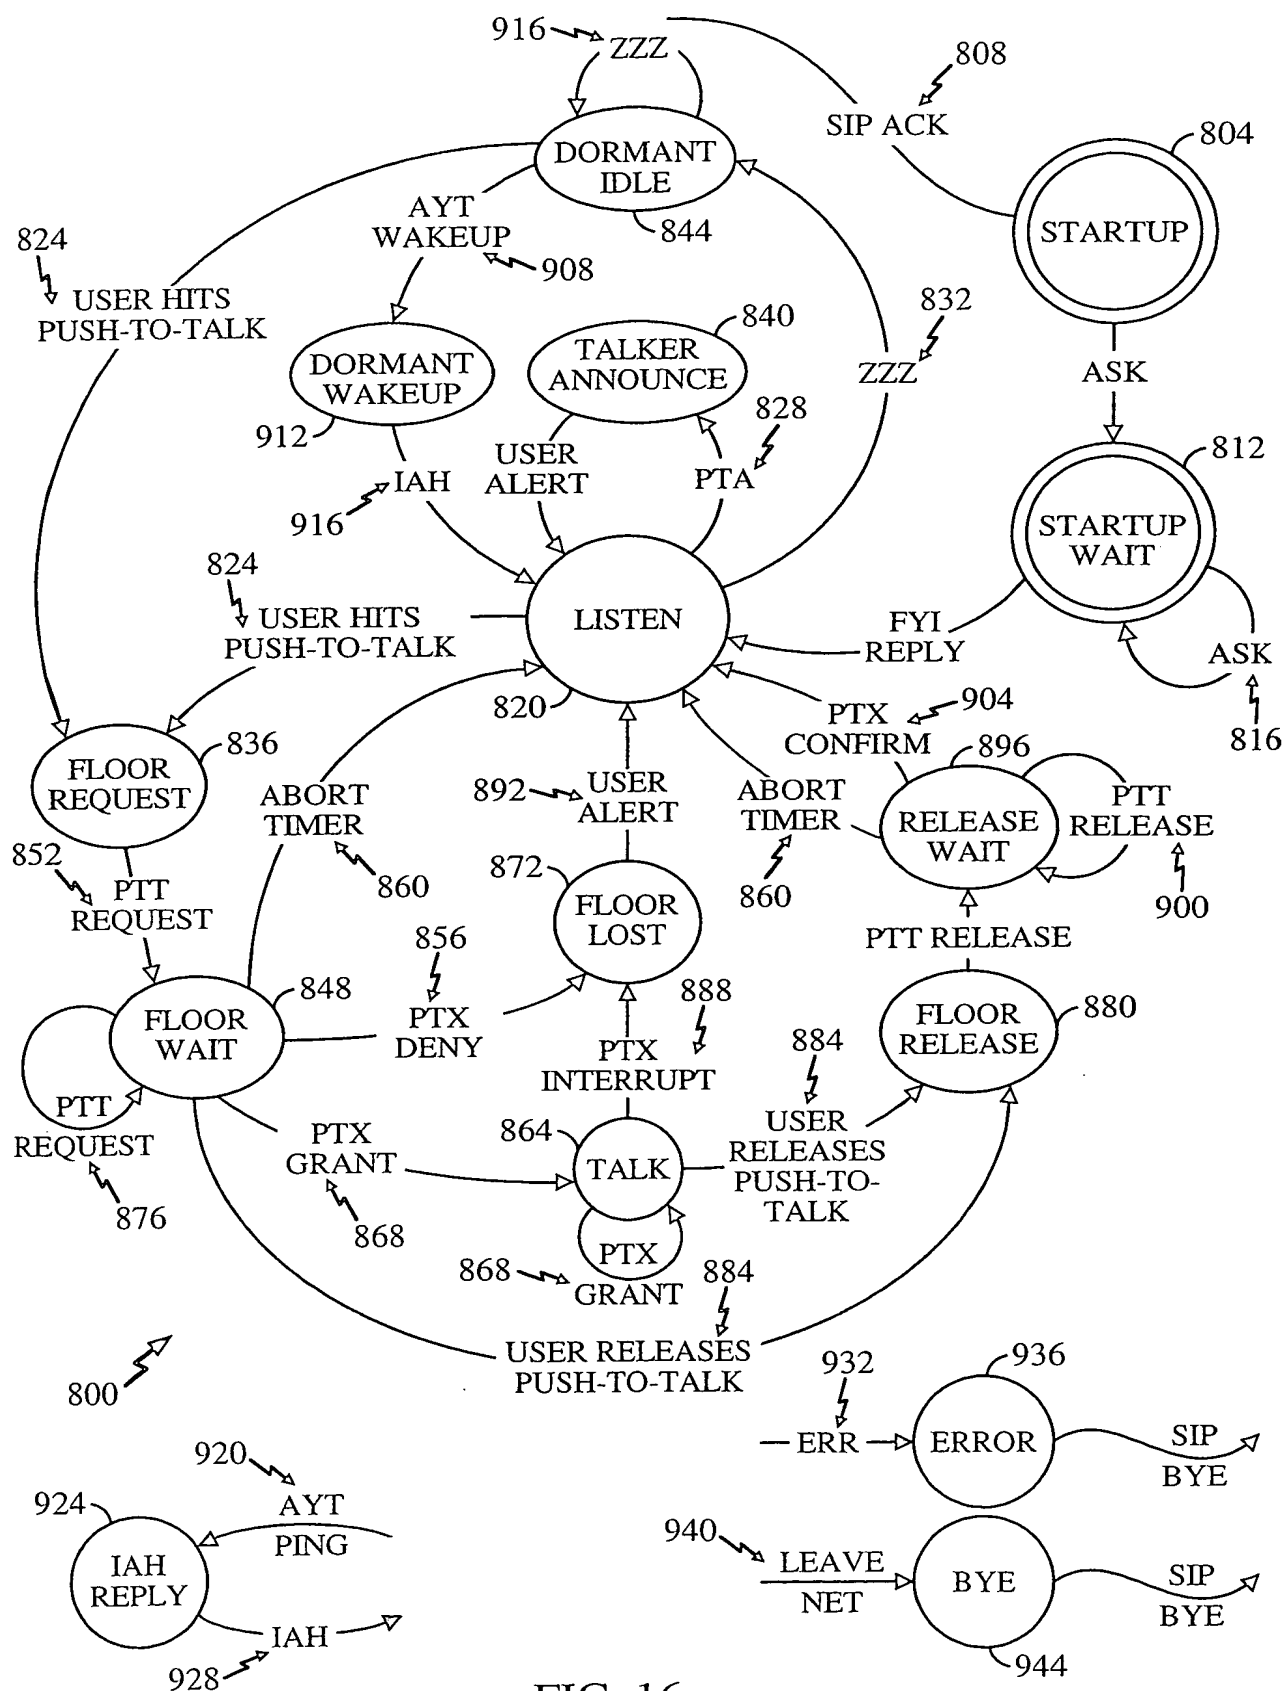 916
ZZZ
808
SIP ACK
804
DORMANT
IDLE
STARTUP
844
AYT
WAKEUP
908
824
USER HITS
PUSH-TO-TALK
840
832
TALKER
ANNOUNCE
DORMANT
WAKEUP
ZZZ
ASK
912
828
812
USER
ALERT
IAH
PTA
916
STARTUP
WAIT
824
USER HITS
PUSH-TO-TALK
LISTEN
FYI
REPLY
ASK
820
904
PTX
CONFIRM
816
836
896
FLOOR
REQUEST
ABORT
TIMER
892
USER
ALERT
ABORT
TIMER
PTT
RELEASE
RELEASE
WAIT
852
860
872
860
900
PTT
REQUEST
FLOOR
LOST
856
PTT RELEASE
848
888
880
FLOOR
WAIT
PTX
DENY
FLOOR
RELEASE
PTX
INTERRUPT
884
PTT
REQUEST
PTX
GRANT
864
TALK
USER
RELEASES
PUSH-TO-
TALK
876
868
PTX
GRANT
868
884
USER RELEASES
PUSH-TO-TALK
800
932
936
ERR
ERROR
SIP
BYE
920
924
AYT
PING
IAH
REPLY
940
LEAVE
NET
BYE
SIP
BYE
IAH
928
944
FIG. 16